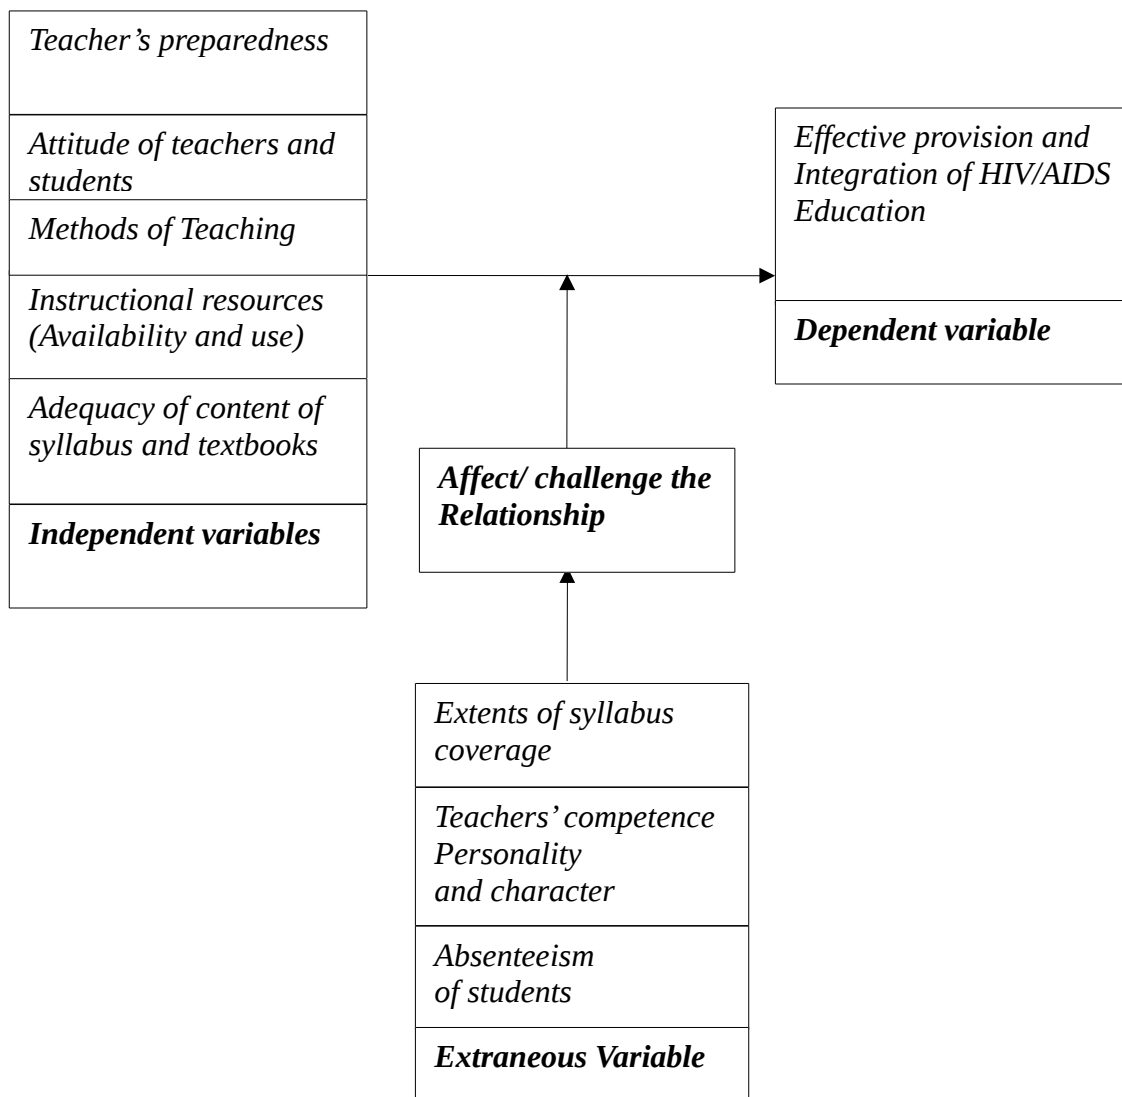 Teacher’s preparedness
Attitude of teachers and
students
Methods of Teaching
Instructional resources
(Availability and use)
Adequacy of content of
syllabus and textbooks
Independent variables
Effective provision and
Integration of HIV/AIDS
Education
Dependent variable
Affect/ challenge the
Relationship
Extents of syllabus
coverage
Teachers’ competence
Personality
and character
Absenteeism
of students
Extraneous Variable